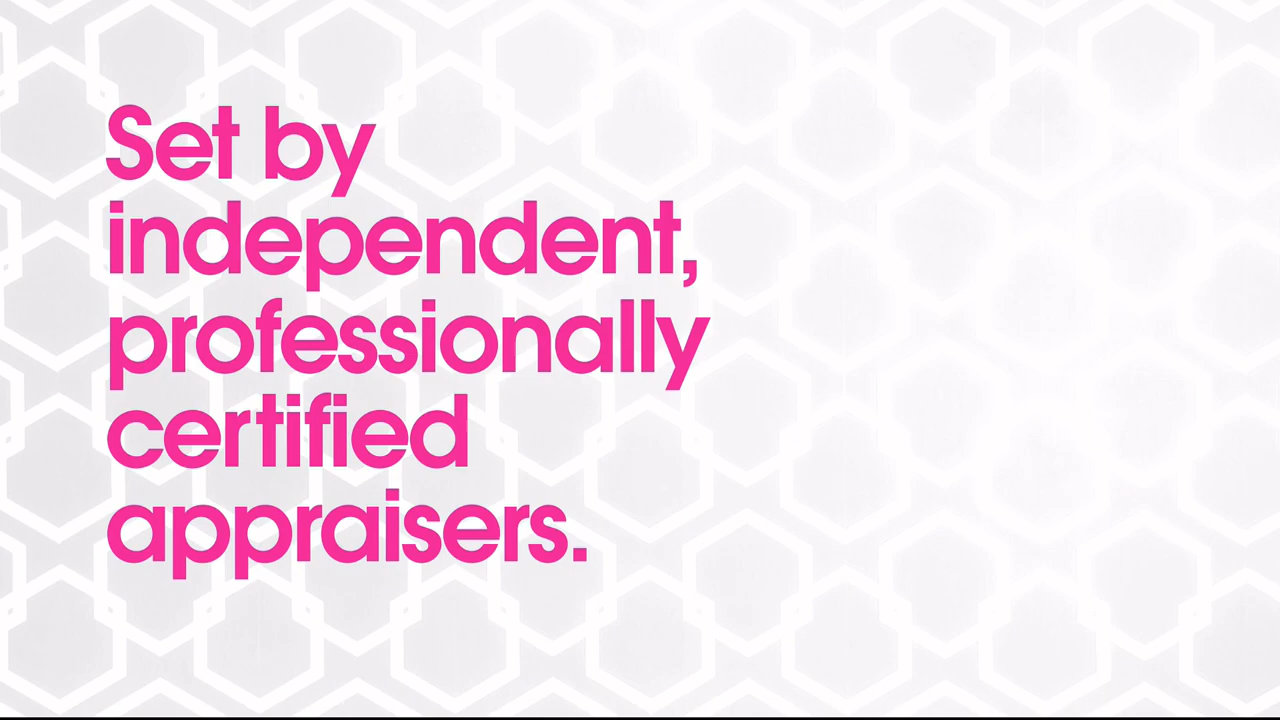 Set by
independent,
professionally
certified
appraisers.